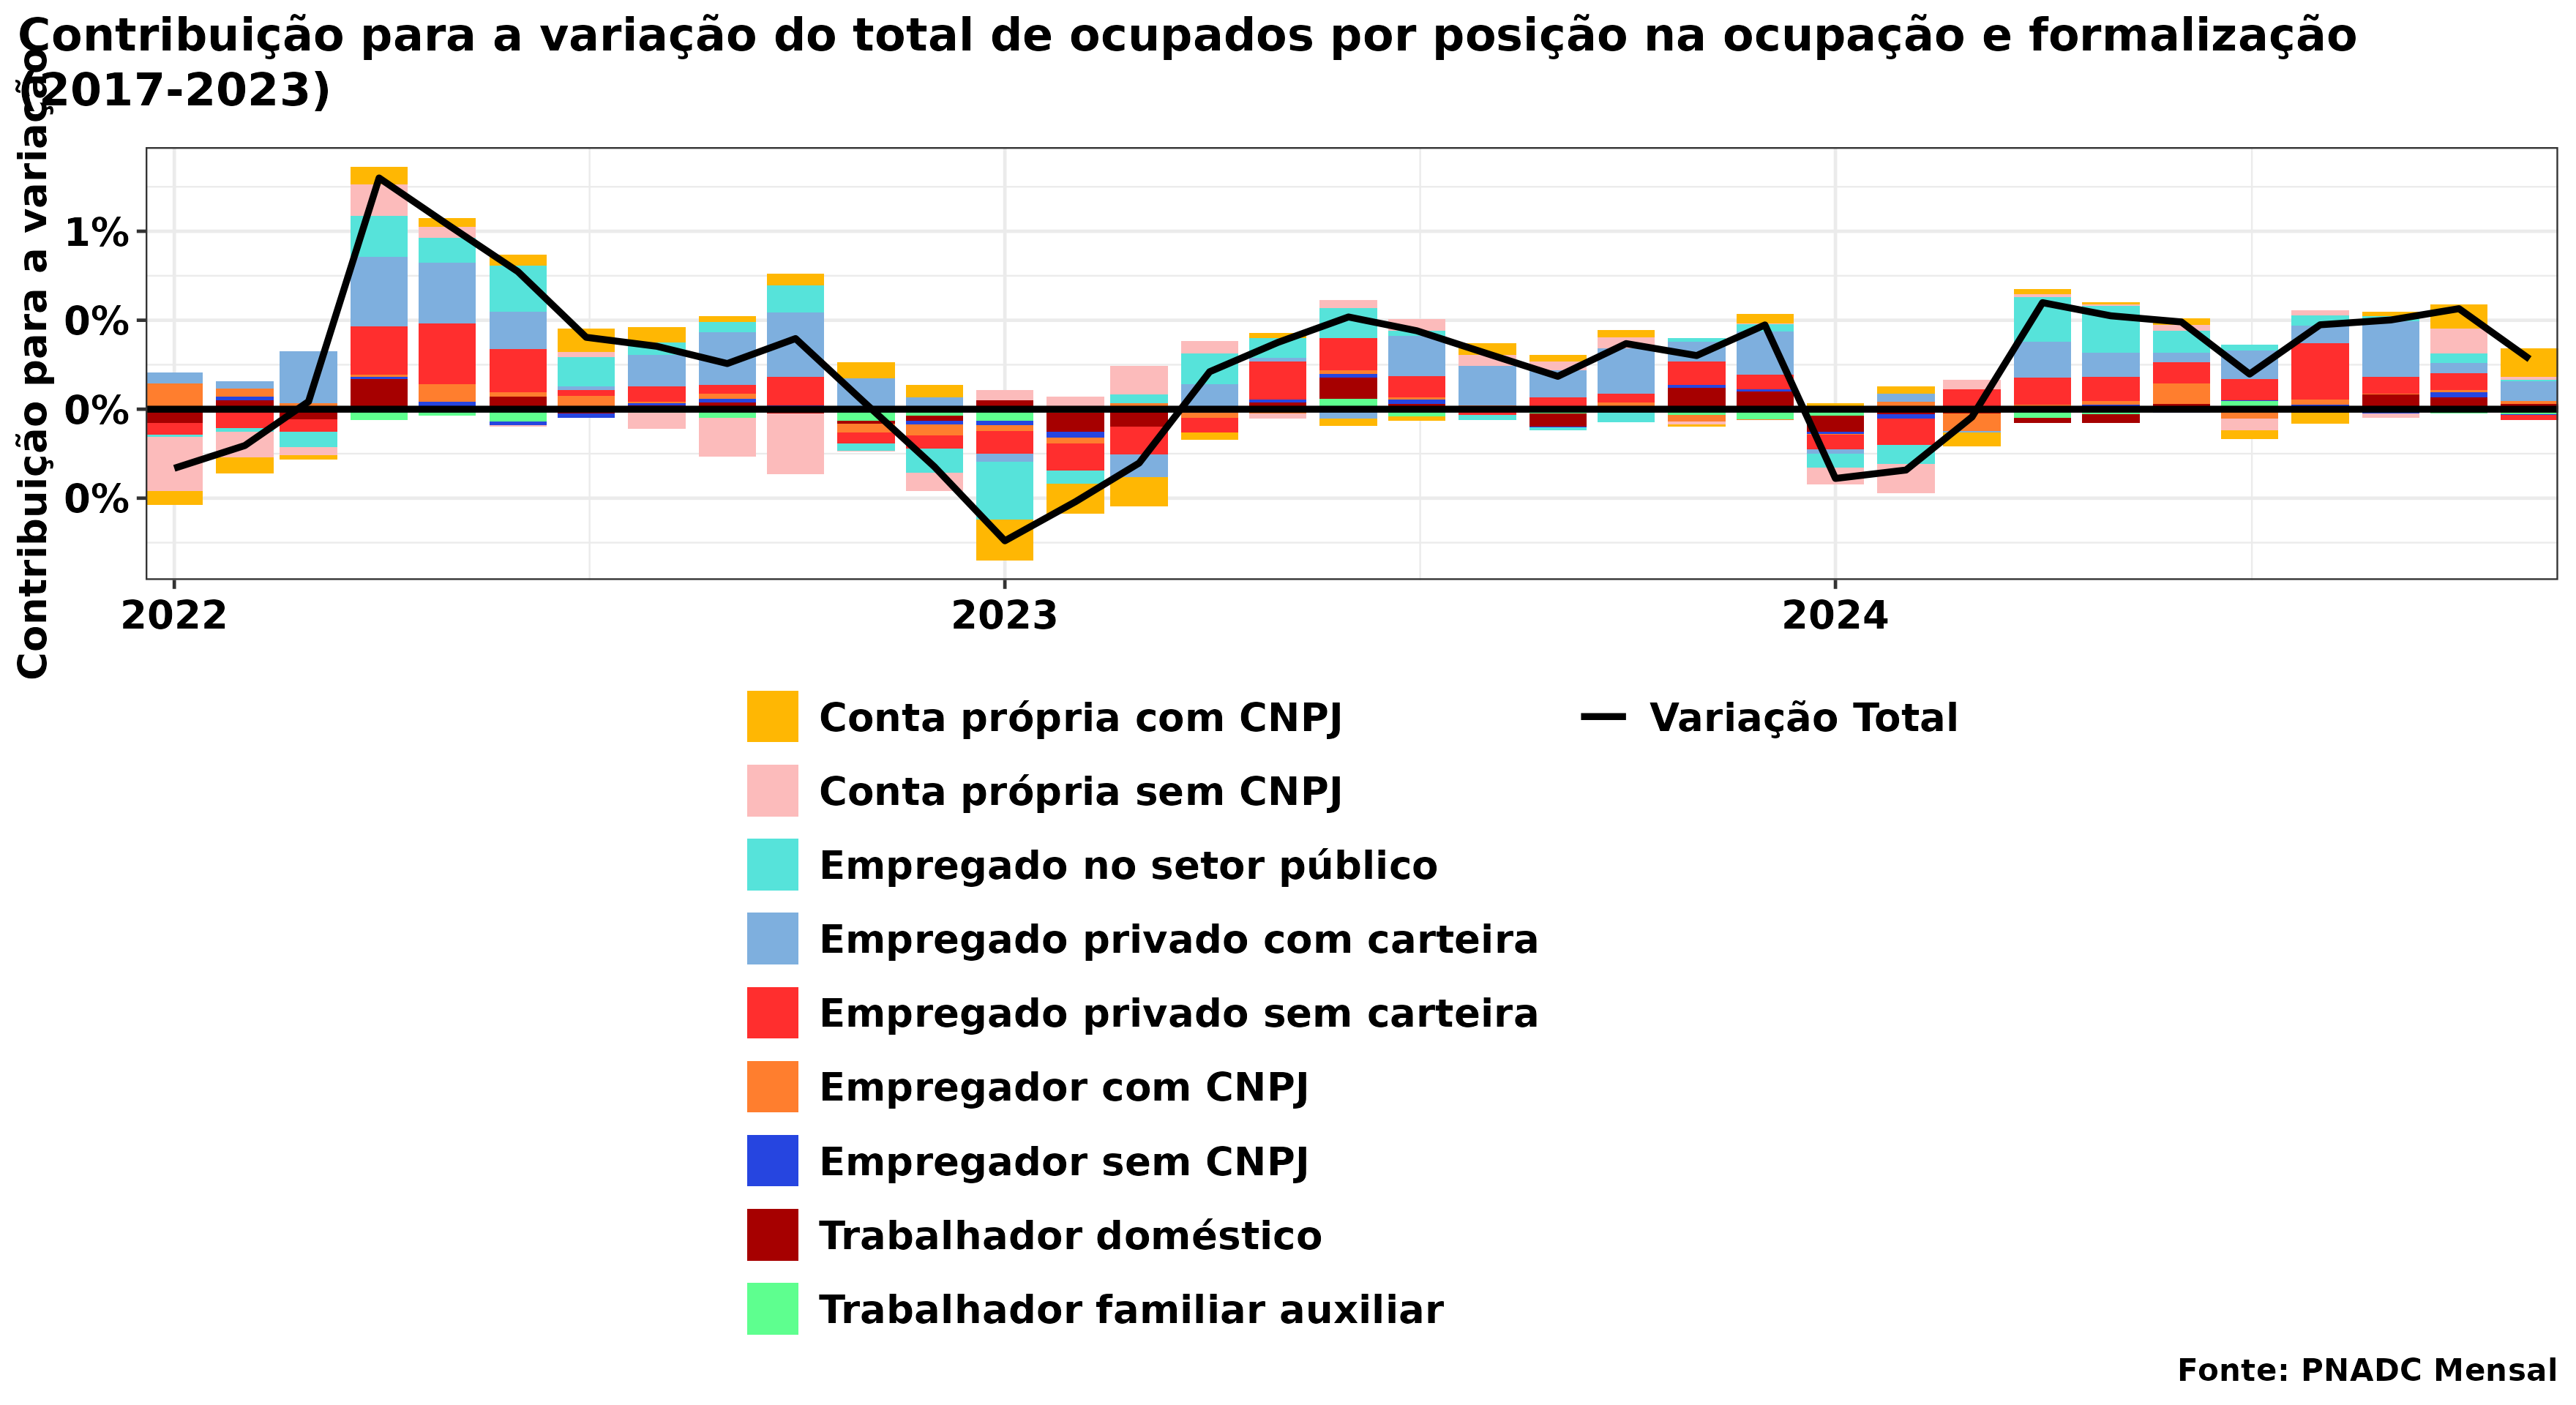 Contribuição para a variação do total de ocupados por posição na ocupação e formalização
(2017-2023)
Contribuição para a variação
1%
0%
0%
0%
2022
2023
2024
Conta própria com CNPJ
Conta própria sem CNPJ
Empregado no setor público
Empregado privado com carteira
Empregado privado sem carteira
Empregador com CNPJ
Empregador sem CNPJ
Trabalhador doméstico
Trabalhador familiar auxiliar
Variação Total
Fonte: PNADC Mensal